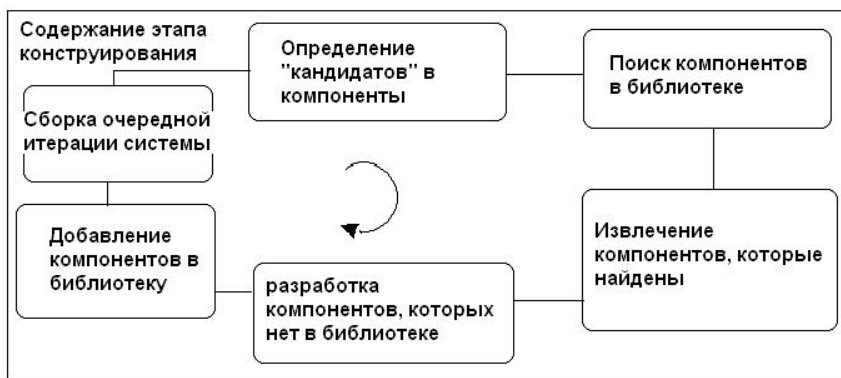 Содержание этапа
конструирования
Определение
"кандидатов" в
компоненты
Поиск компонентов
в библиотеке
Извлечение
компонентов, которые
найдены
разработка
компонентов, которых
нет в библиотеке
Добавление
компонентов в
библиотеку
Сборка очередной
итерации системы